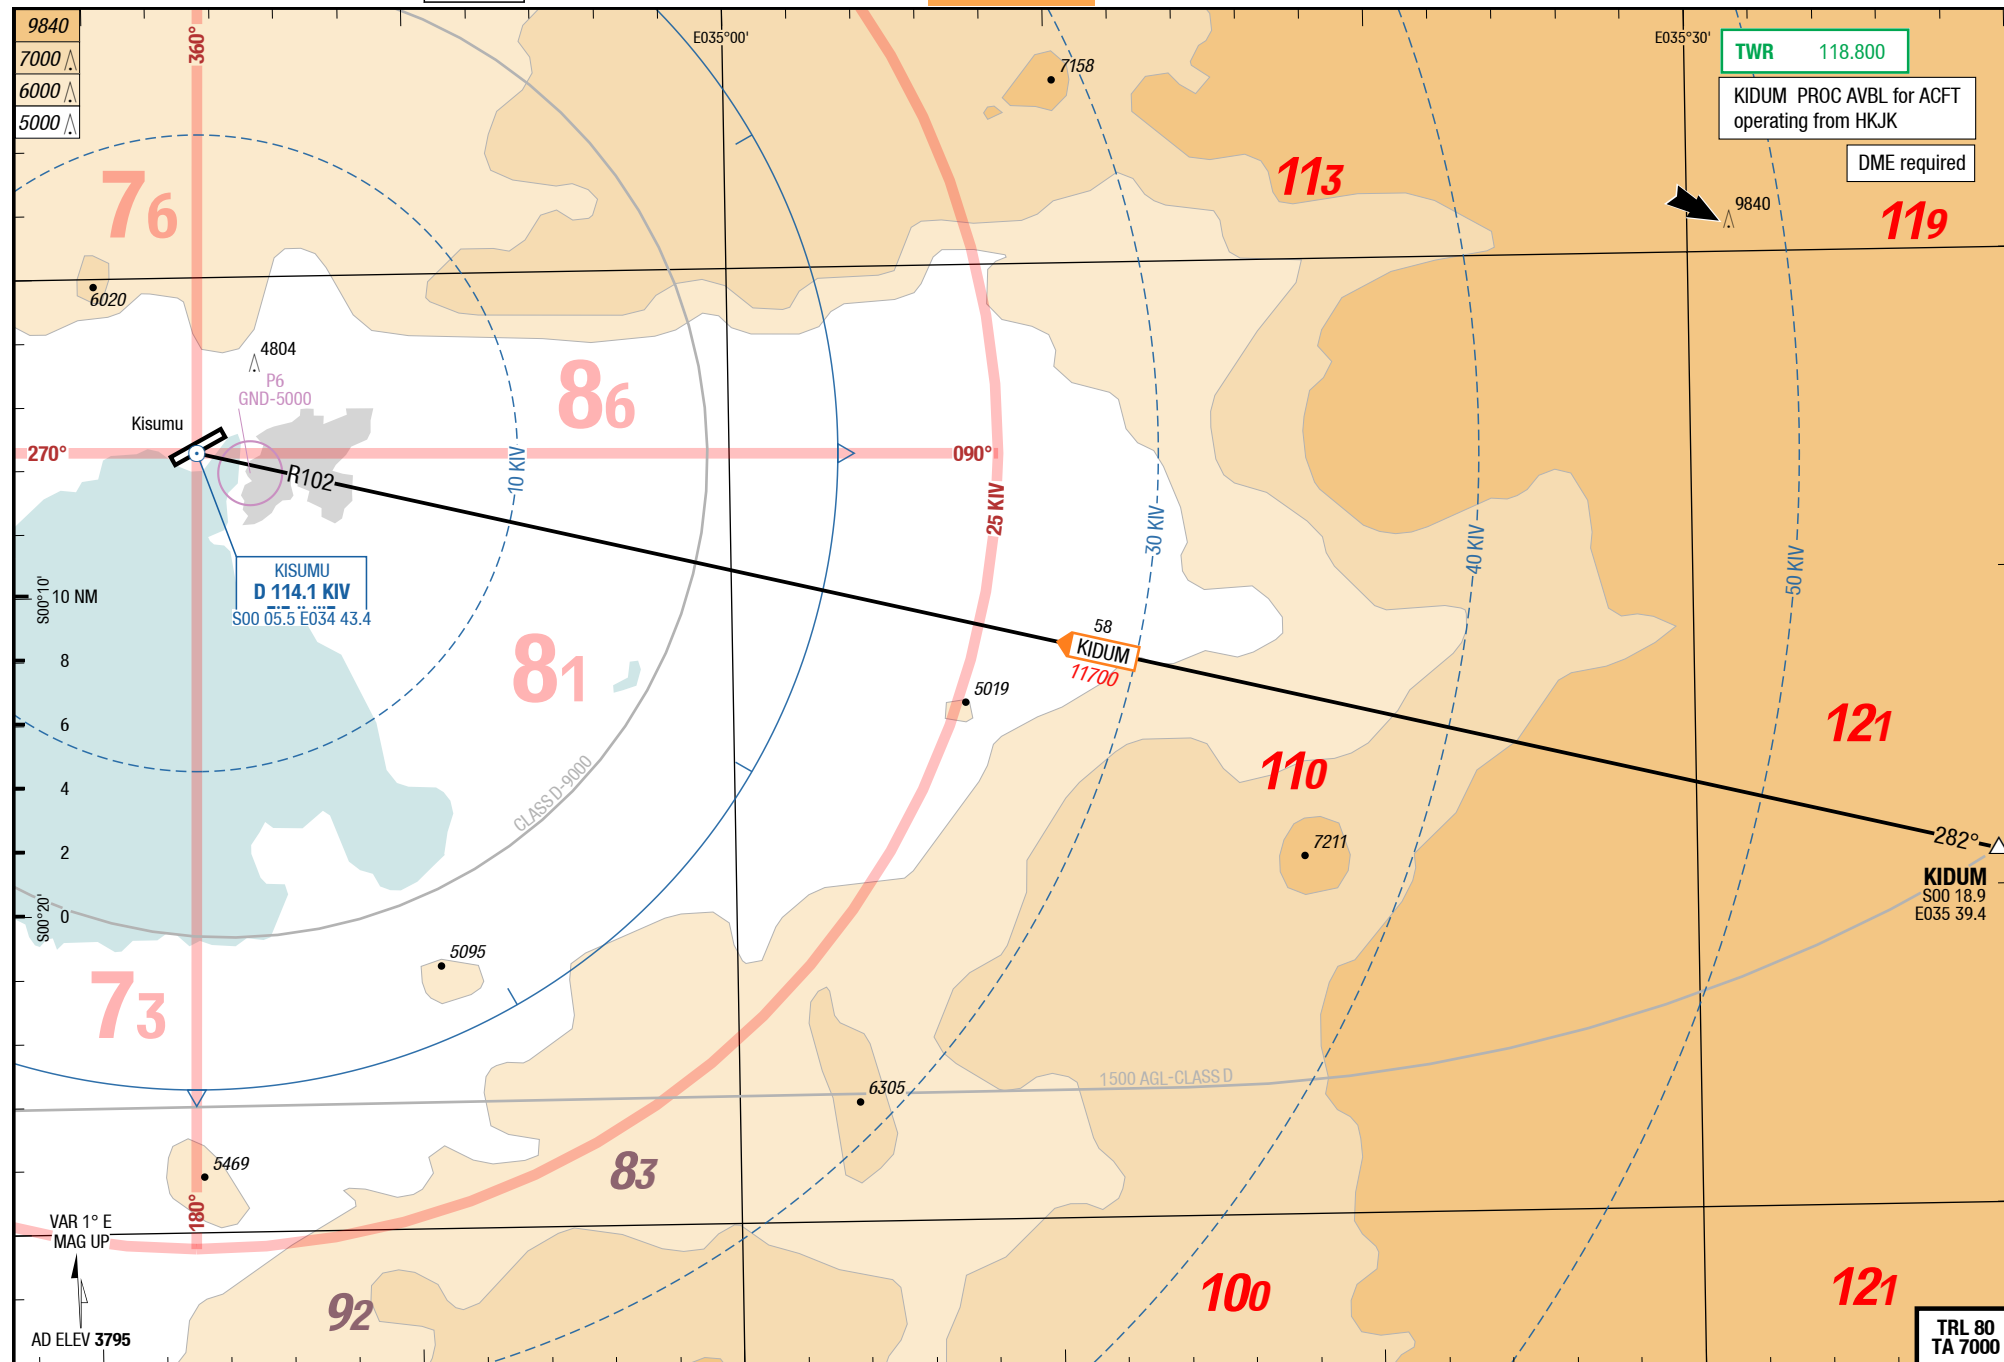 9840
7000
6000
5000
360°
E035°00'
E035°30'
TWR 118.800
KIDUM PROC AVBL for ACFT
operating from HKJK
DME required
7158
76
113
9840
119
6020
4804
P6
GND-5000
86
Kisumu
270°
090°
R102
10 KIV
25 KIV
30 KIV
40 KIV
50 KIV
KISUMU
D 114.1 KIV
S00 05.5 E034 43.4
S00°10'
10 NM
8
6
4
2
0
S00°20'
81
58
KIDUM
11700
5019
121
110
CLASS D-9000
7211
282°
KIDUM
S00 18.9
E035 39.4
5095
73
6305
1500 AGL-CLASS D
5469
83
180°
VAR 1° E
MAG UP
92
100
121
AD ELEV 3795
TRL 80
TA 7000